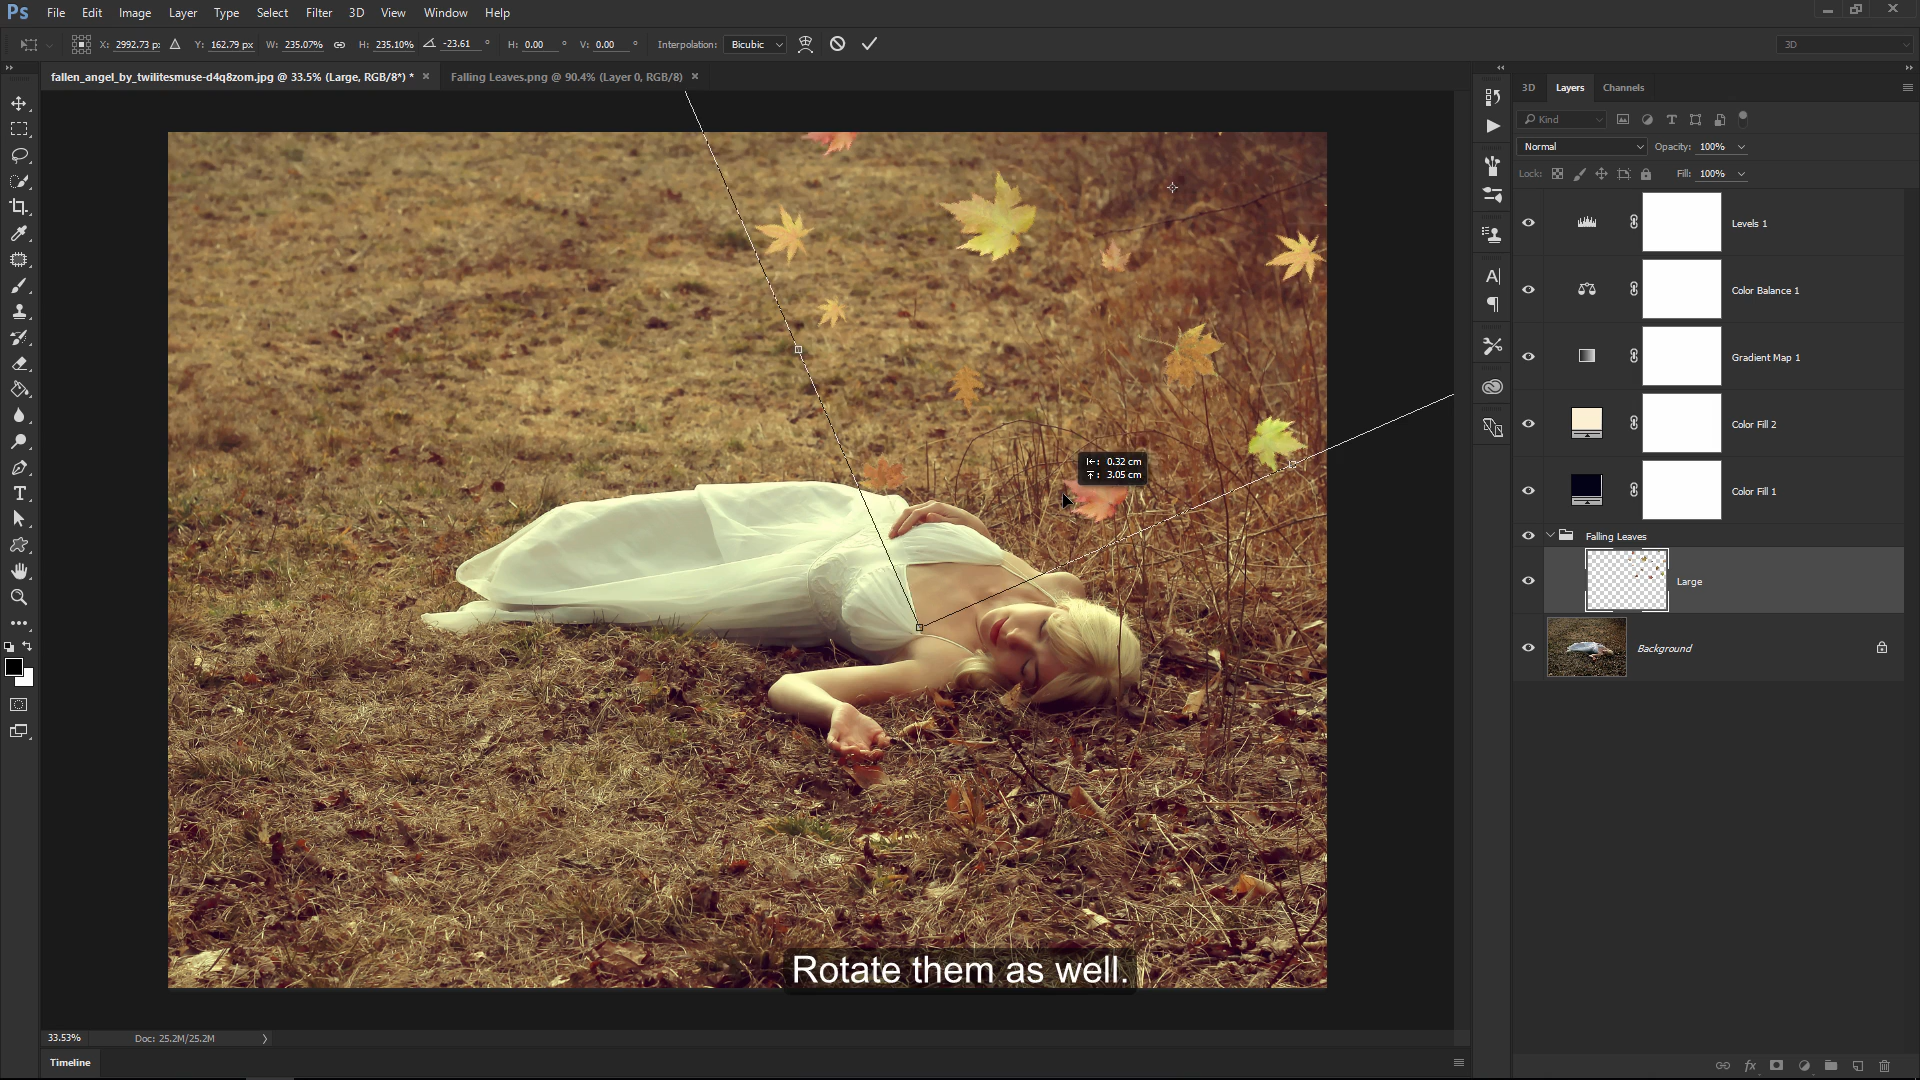 Ps File Edit Image Layer Type Select Filter 3D View Window Help
X: 2992.73 px Y: 162.79 px W: 235.07% H: 235.10% -23.61 ° H: 0.00 ° V: 0.00 ° Interpolation: Bicubic 3D
fallen_angel_by_twilitesmuse-d4q8zom.jpg @ 33.5% (Large, RGB/8*) * × Falling Leaves.png @ 90.4% (Layer 0, RGB/8) ×
3D Layers Channels
Kind
Normal Opacity: 100%
Lock: Fill: 100%
Levels 1
Color Balance 1
Gradient Map 1
Color Fill 2
Color Fill 1
Falling Leaves
Large
Background
: 0.32 cm
: 3.05 cm
Rotate them as well.
33.53% Doc: 25.2M/25.2M
Timeline